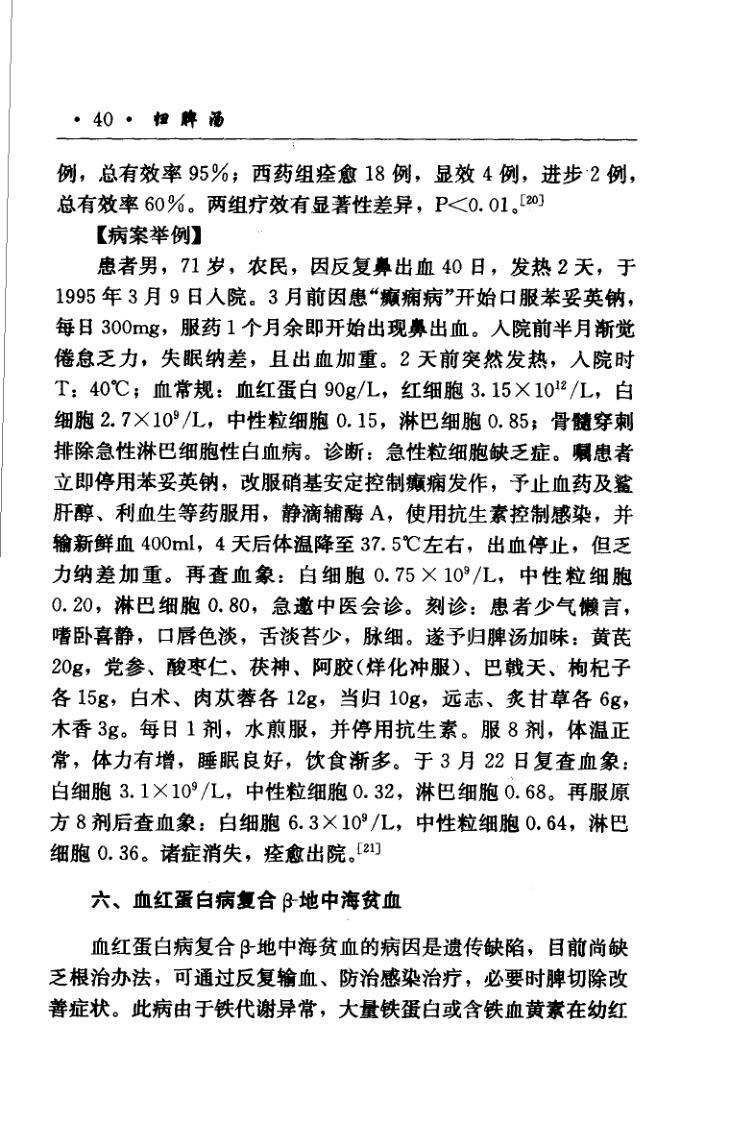 · 40 · 归脾汤
例，总有效率 95%；西药组痊愈 18 例，显效 4 例，进步 2 例，
总有效率 60%。两组疗效有显著性差异，P<0.01。[20]
【病案举例】
患者男，71 岁，农民，因反复鼻出血 40 日，发热 2 天，于
1995 年 3 月 9 日入院。3 月前因患“癫痫病”开始口服苯妥英钠，
每日 300mg，服药 1 个月余即开始出现鼻出血。入院前半月渐觉
倦怠乏力，失眠纳差，且出血加重。2 天前突然发热，入院时
T：40℃；血常规：血红蛋白 90g/L，红细胞 3.15×10¹²/L，白
细胞 2.7×10⁹/L，中性粒细胞 0.15，淋巴细胞 0.85；骨髓穿刺
排除急性淋巴细胞性白血病。诊断：急性粒细胞缺乏症。嘱患者
立即停用苯妥英钠，改服硝基安定控制癫痫发作，予止血药及鲨
肝醇、利血生等药服用，静滴辅酶 A，使用抗生素控制感染，并
输新鲜血 400ml，4 天后体温降至 37.5℃左右，出血停止，但乏
力纳差加重。再查血象：白细胞 0.75×10⁹/L，中性粒细胞
0.20，淋巴细胞 0.80，急邀中医会诊。刻诊：患者少气懒言，
嗜卧喜静，口唇色淡，舌淡苔少，脉细。遂予归脾汤加味：黄芪
20g，党参、酸枣仁、茯神、阿胶（烊化冲服）、巴戟天、枸杞子
各 15g，白术、肉苁蓉各 12g，当归 10g，远志、炙甘草各 6g，
木香 3g。每日 1 剂，水煎服，并停用抗生素。服 8 剂，体温正
常，体力有增，睡眠良好，饮食渐多。于 3 月 22 日复查血象：
白细胞 3.1×10⁹/L，中性粒细胞 0.32，淋巴细胞 0.68。再服原
方 8 剂后查血象：白细胞 6.3×10⁹/L，中性粒细胞 0.64，淋巴
细胞 0.36。诸症消失，痊愈出院。[21]
六、血红蛋白病复合 β-地中海贫血
血红蛋白病复合 β-地中海贫血的病因是遗传缺陷，目前尚缺
乏根治办法，可通过反复输血、防治感染治疗，必要时脾切除改
善症状。此病由于铁代谢异常，大量铁蛋白或含铁血黄素在幼红